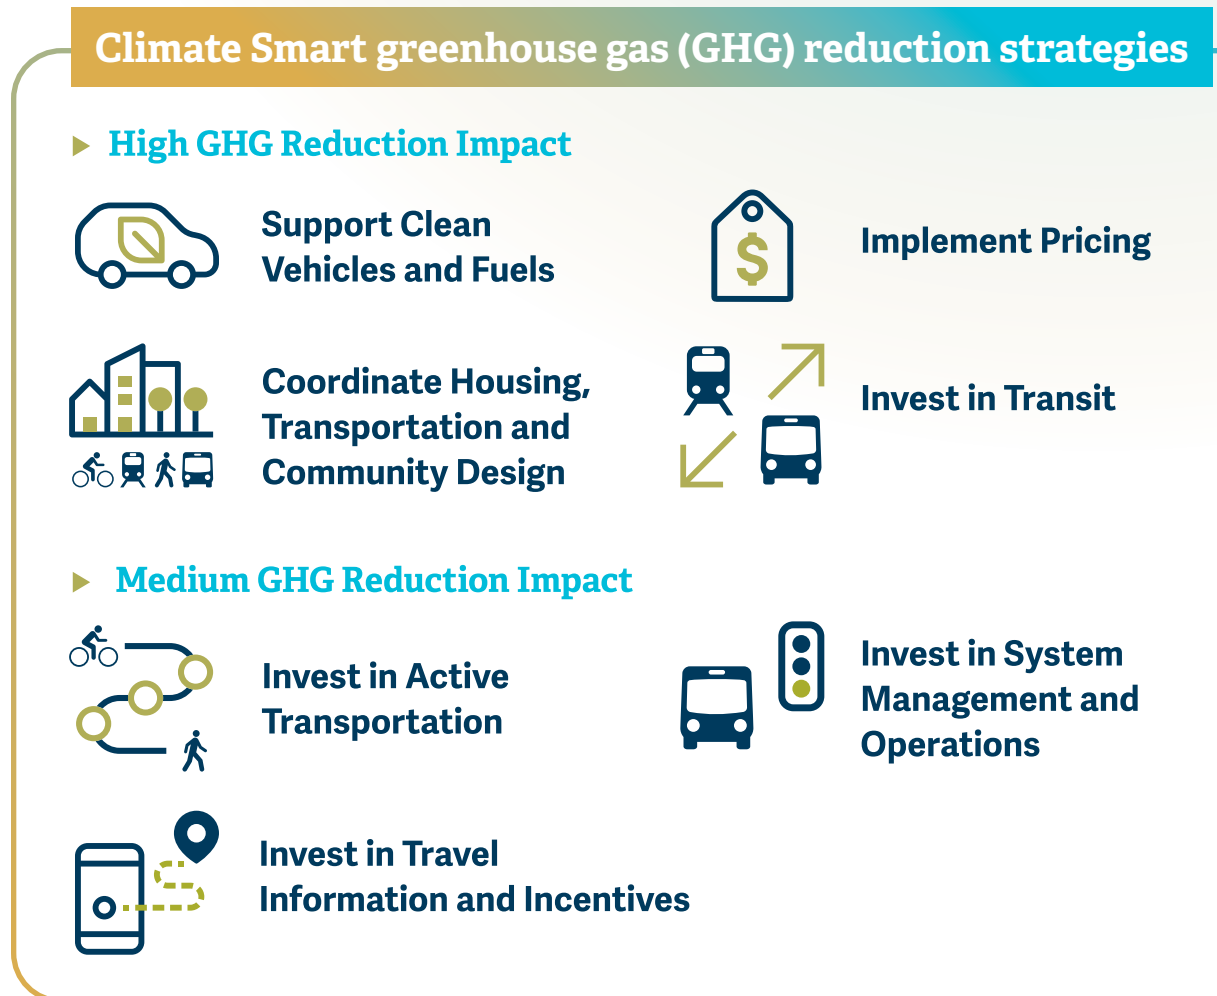 Climate Smart greenhouse gas (GHG) reduction strategies
High GHG Reduction Impact
Support Clean
Vehicles and Fuels
Implement Pricing
$
Coordinate Housing,
Transportation and
Community Design
Invest in Transit
Medium GHG Reduction Impact
Invest in Active
Transportation
Invest in System
Management and
Operations
Invest in Travel
Information and Incentives